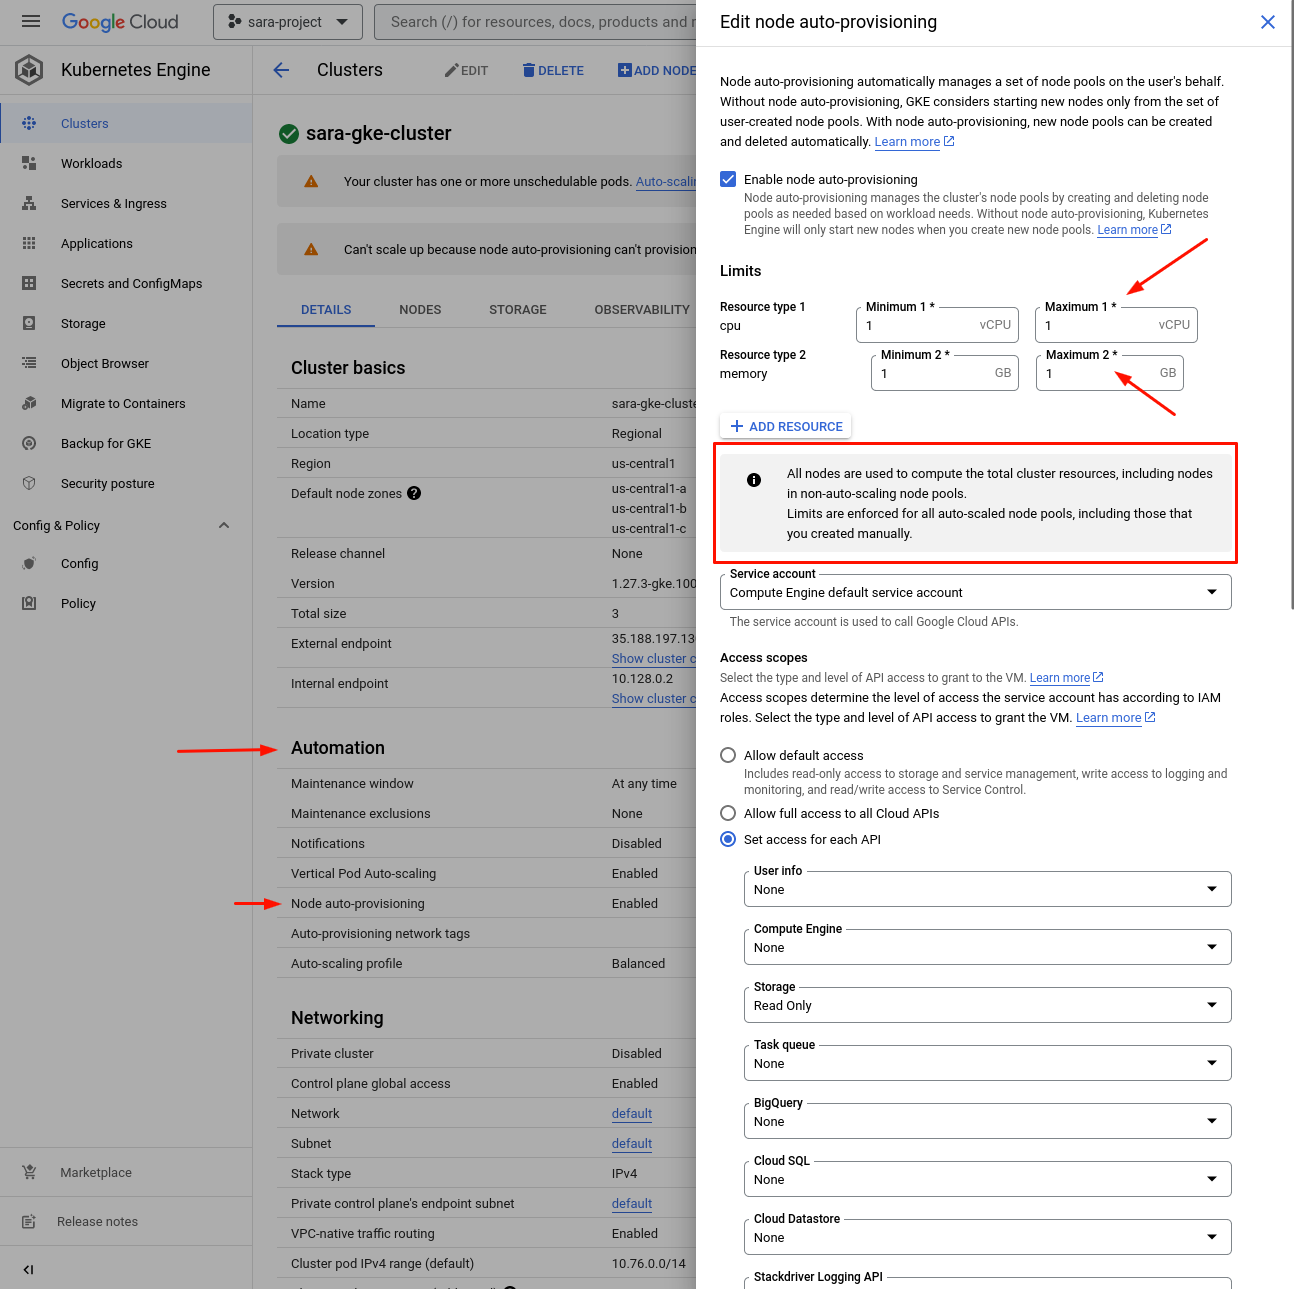 Google Cloud
sara-project
Search (/) for resources, docs, products and
Kubernetes Engine
Clusters
Workloads
Services & Ingress
Applications
Secrets and ConfigMaps
Storage
Object Browser
Migrate to Containers
Backup for GKE
Security posture
Config & Policy
Config
Policy
Marketplace
Release notes
Clusters
EDIT
DELETE
ADD NODE
sara-gke-cluster
Your cluster has one or more unschedulable pods. Auto-scalin
Can't scale up because node auto-provisioning can't provision
DETAILS NODES STORAGE OBSERVABILITY
Cluster basics
Name sara-gke-cluste
Location type Regional
Region us-central1
Default node zones us-central1-a
us-central1-b
us-central1-c
Release channel None
Version 1.27.3-gke.100
Total size 3
External endpoint 35.188.197.13
Show cluster c
Internal endpoint 10.128.0.2
Show cluster c
Automation
Maintenance window At any time
Maintenance exclusions None
Notifications Disabled
Vertical Pod Auto-scaling Enabled
Node auto-provisioning Enabled
Auto-provisioning network tags
Auto-scaling profile Balanced
Networking
Private cluster Disabled
Control plane global access Enabled
Network default
Subnet default
Stack type IPv4
Private control plane's endpoint subnet default
VPC-native traffic routing Enabled
Cluster pod IPv4 range (default) 10.76.0.0/14
Edit node auto-provisioning
Node auto-provisioning automatically manages a set of node pools on the user's behalf.
Without node auto-provisioning, GKE considers starting new nodes only from the set of
user-created node pools. With node auto-provisioning, new node pools can be created
and deleted automatically. Learn more
Enable node auto-provisioning
Node auto-provisioning manages the cluster's node pools by creating and deleting node
pools as needed based on workload needs. Without node auto-provisioning, Kubernetes
Engine will only start new nodes when you create new node pools. Learn more
Limits
Resource type 1
cpu
Minimum 1 *
1 vCPU
Maximum 1 *
1 vCPU
Resource type 2
memory
Minimum 2 *
1 GB
Maximum 2 *
1 GB
ADD RESOURCE
All nodes are used to compute the total cluster resources, including nodes
in non-auto-scaling node pools.
Limits are enforced for all auto-scaled node pools, including those that
you created manually.
Service account
Compute Engine default service account
The service account is used to call Google Cloud APIs.
Access scopes
Select the type and level of API access to grant to the VM. Learn more
Access scopes determine the level of access the service account has according to IAM
roles. Select the type and level of API access to grant the VM. Learn more
Allow default access
Includes read-only access to storage and service management, write access to logging and
monitoring, and read/write access to Service Control.
Allow full access to all Cloud APIs
Set access for each API
User info
None
Compute Engine
None
Storage
Read Only
Task queue
None
BigQuery
None
Cloud SQL
None
Cloud Datastore
None
Stackdriver Logging API